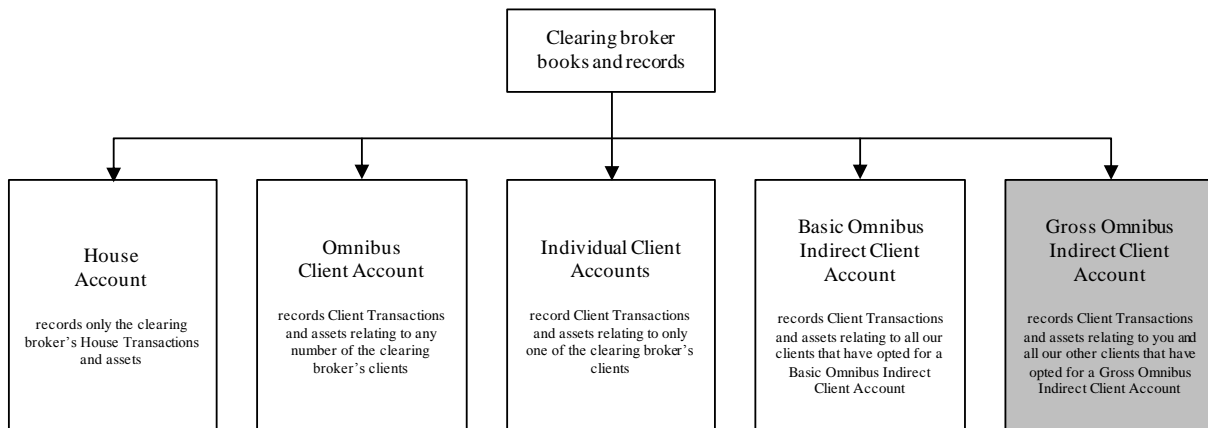 Clearing broker
books and records
House
Account
records only the clearing
broker's House Transactions
and assets
Omnibus
Client Account
records Client Transactions
and assets relating to any
number of the clearing
broker's clients
Individual Client
Accounts
record Client Transactions
and assets relating to only
one of the clearing broker's
clients
Basic Omnibus
Indirect Client
Account
records Client Transactions
and assets relating to all our
clients that have opted for a
Basic Omnibus Indirect
Client Account
Gross Omnibus
Indirect Client
Account
records Client Transactions
and assets relating to you and
all our other clients that have
opted for a Gross Omnibus
Indirect Client Account